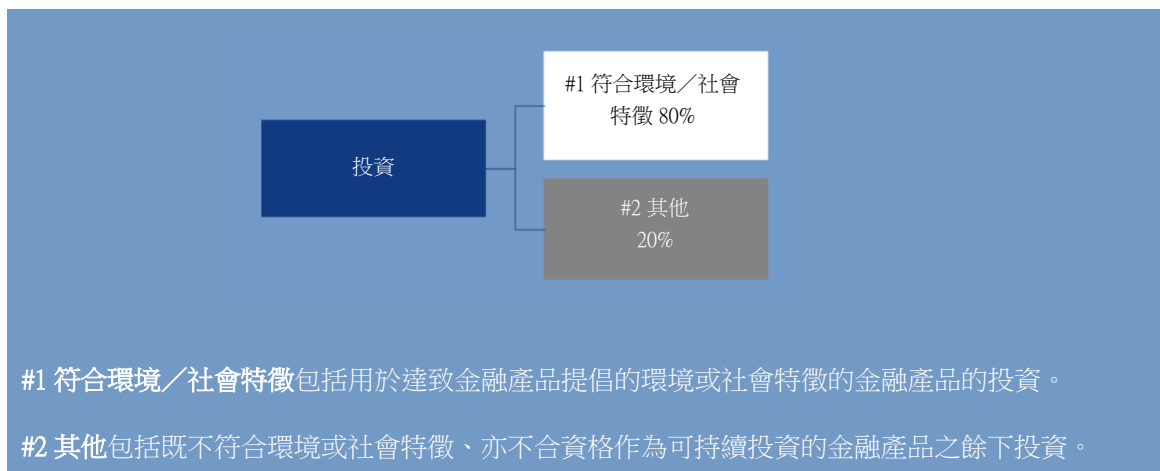 #1 符合環境／社會
特徵 80%
投資
#2 其他
20%
#1 符合環境／社會特徵包括用於達致金融產品提倡的環境或社會特徵的金融產品的投資。
#2 其他包括既不符合環境或社會特徵、亦不合資格作為可持續投資的金融產品之餘下投資。